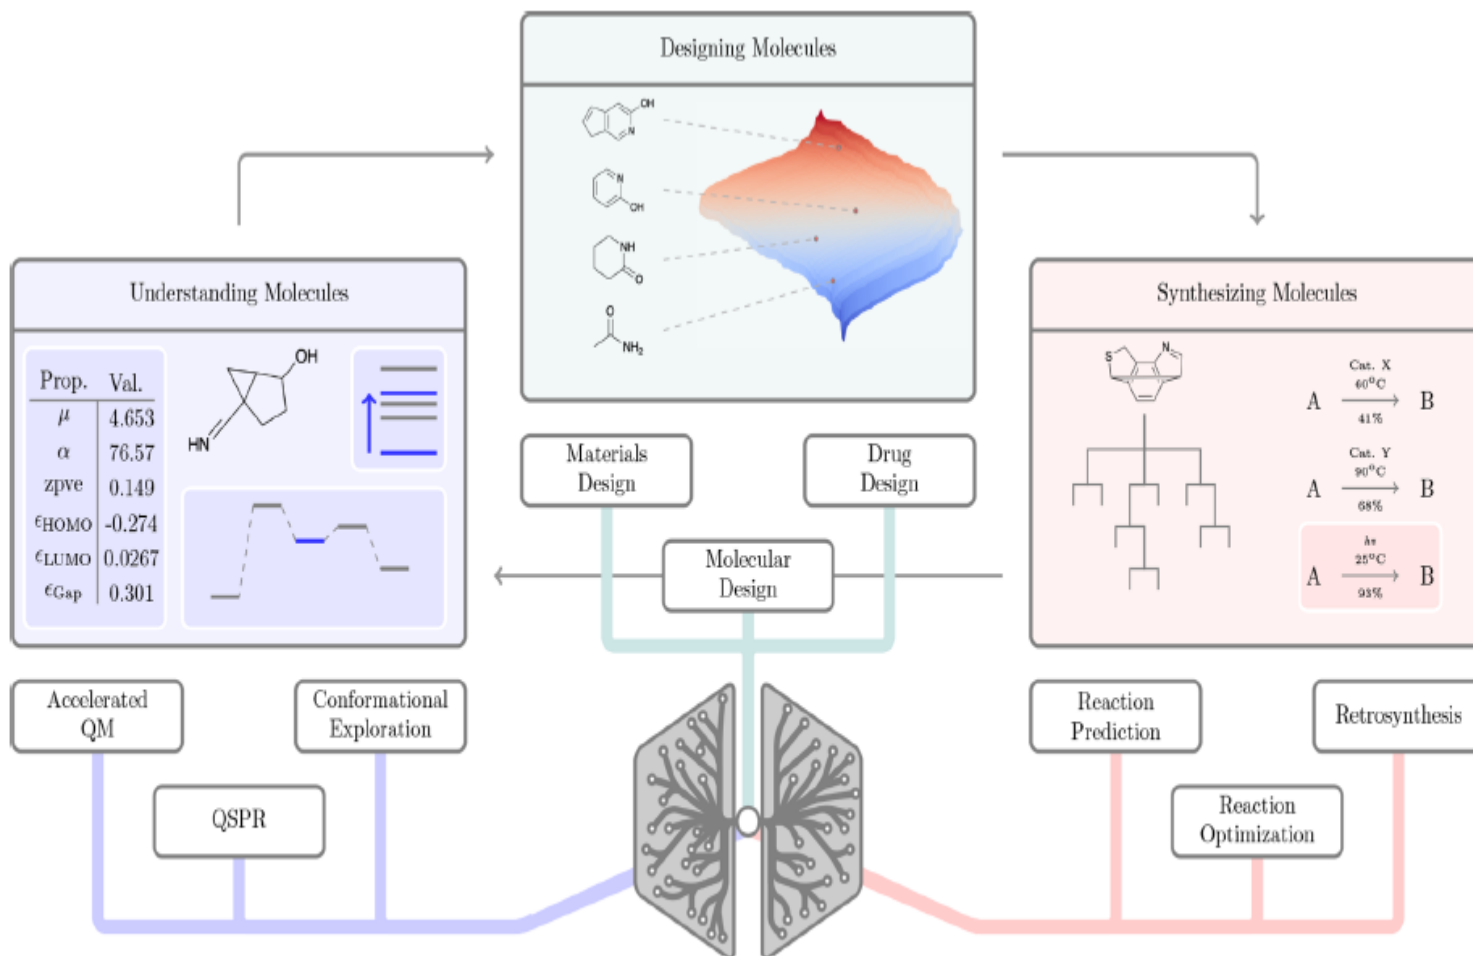 Designing Molecules
OH
N
N
OH
NH
O
O
NH2
Understanding Molecules
Prop. Val.
μ 4.653
α 76.57
zpve 0.149
ϵHOMO -0.274
ϵLUMO 0.0267
ϵGap 0.301
OH
HN
Synthesizing Molecules
S
N
Cat. X
60°C
A B
41%
Cat. Y
90°C
A B
68%
hν
25°C
A B
93%
Materials
Design
Drug
Design
Molecular
Design
Accelerated
QM
Conformational
Exploration
QSPR
Reaction
Prediction
Retrosynthesis
Reaction
Optimization